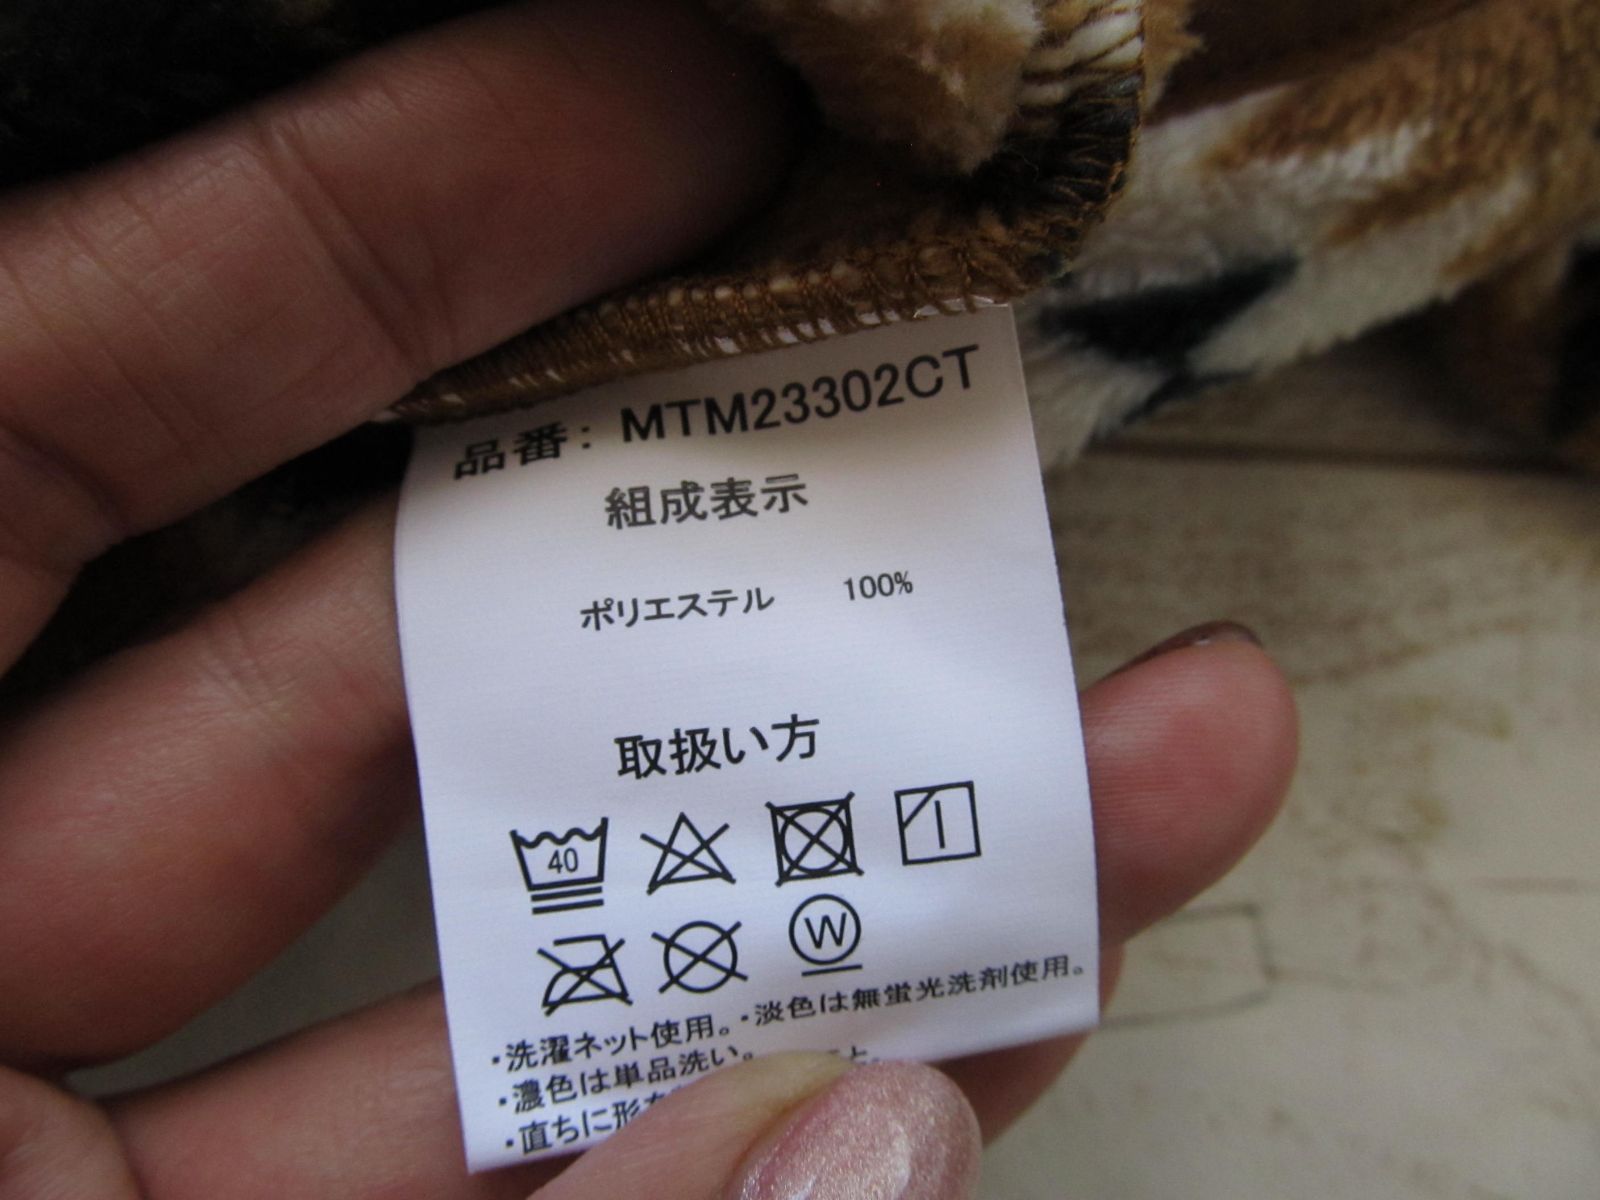 品番: MTM23302CT
組成表示
ポリエステル 100%
取扱い方
40
W
・洗濯ネット使用。・淡色は無蛍光洗剤使用。
・濃色は単品洗い。 と。
・直ちに形